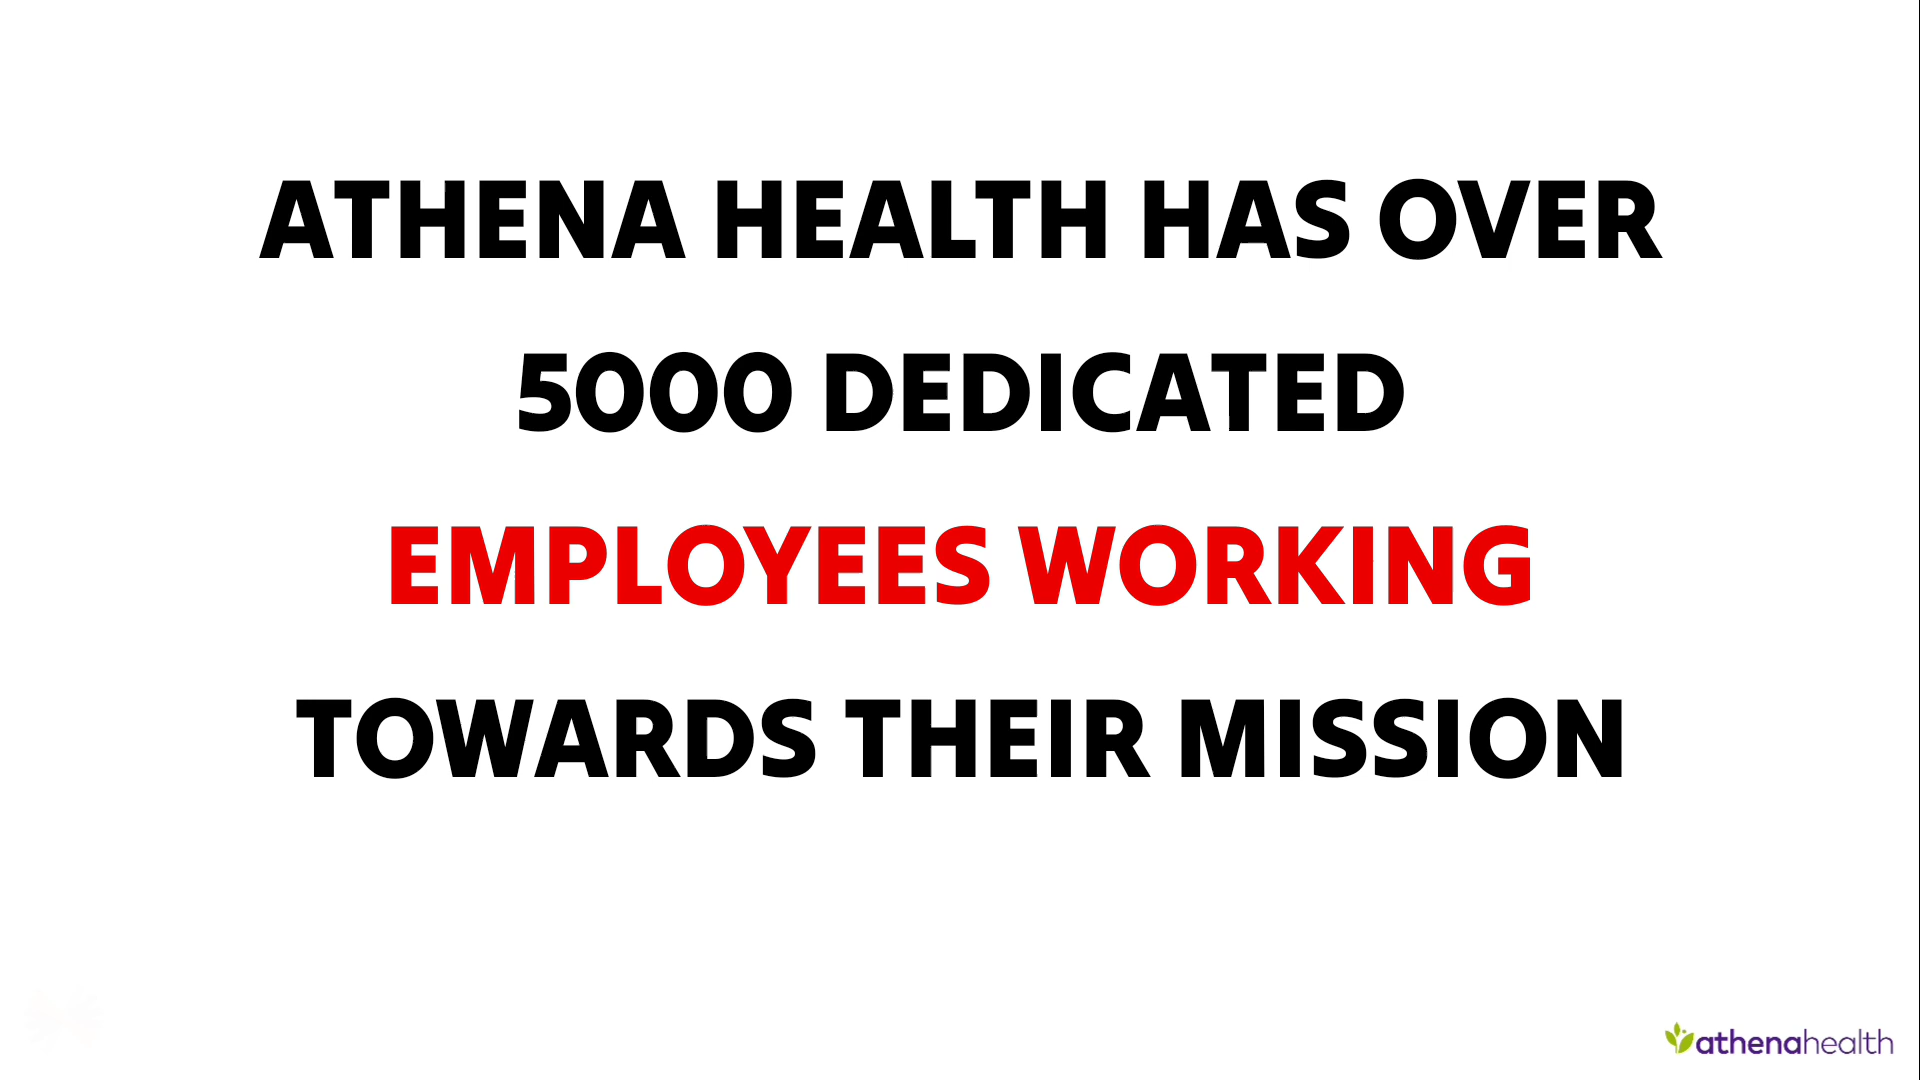 ATHENA HEALTH HAS OVER
5000 DEDICATED
EMPLOYEES WORKING
TOWARDS THEIR MISSION
athenahealth